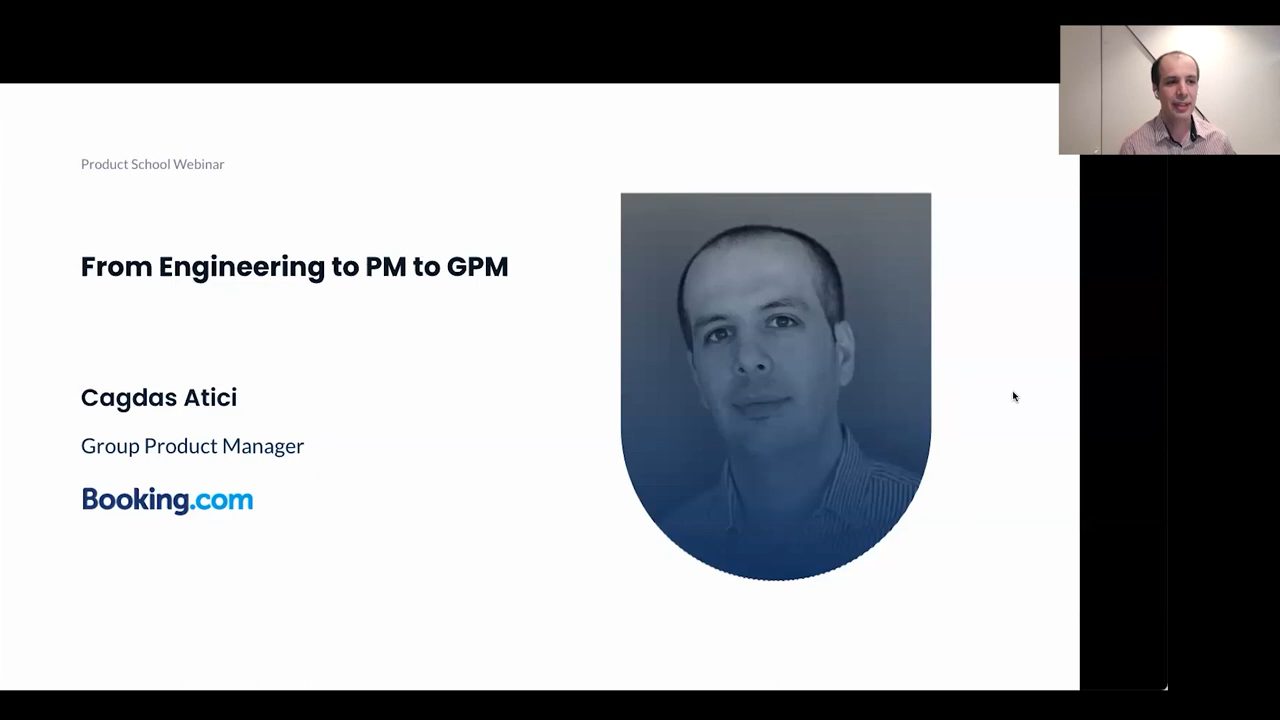 Product School Webinar
From Engineering to PM to GPM
Cagdas Atici
Group Product Manager
Booking.com